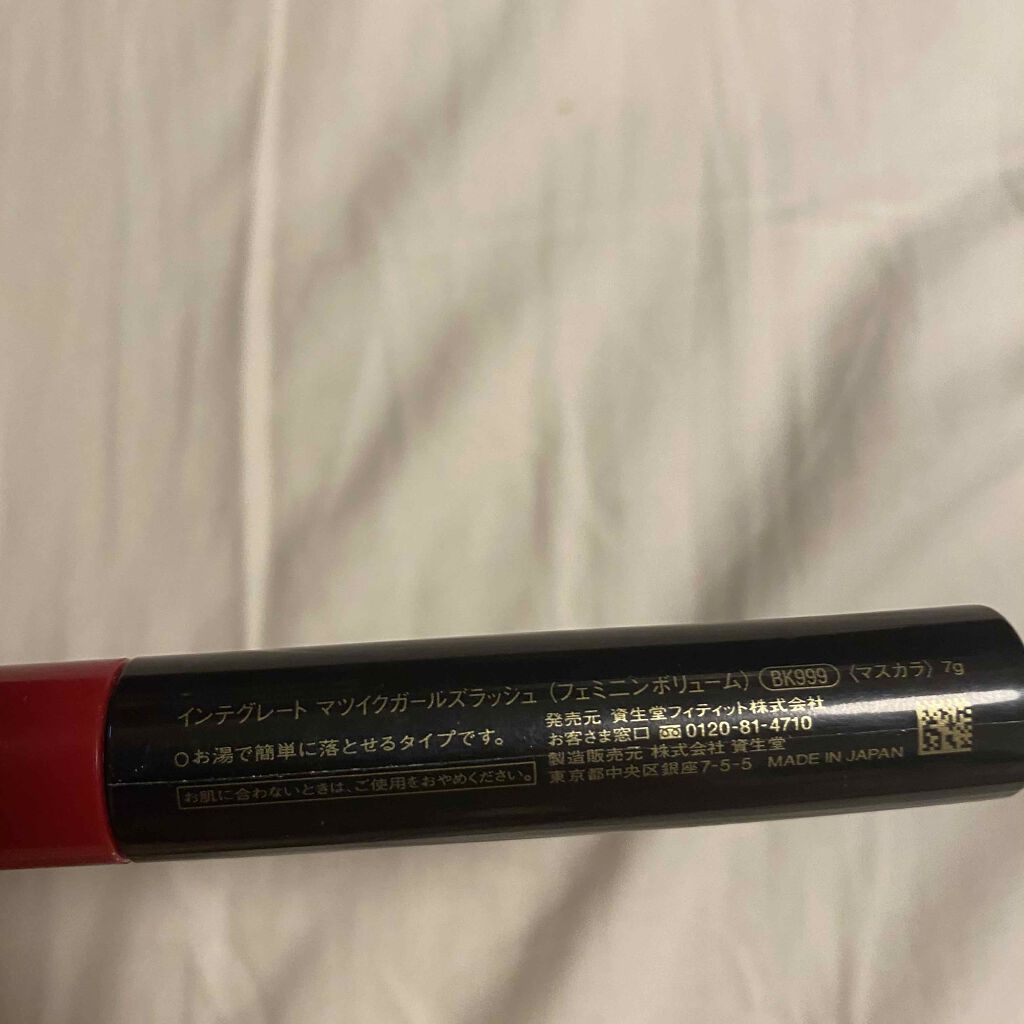 インテグレート マツイクガールズラッシュ (フェミニンボリューム) BK999 〈マスカラ〉 7g
○お湯で簡単に落とせるタイプです。
お肌に合わないときは、ご使用をおやめください。
発売元 資生堂フィティット株式会社
お客さま窓口 0120-81-4710
製造販売元 株式会社 資生堂
東京都中央区銀座7-5-5 MADE IN JAPAN